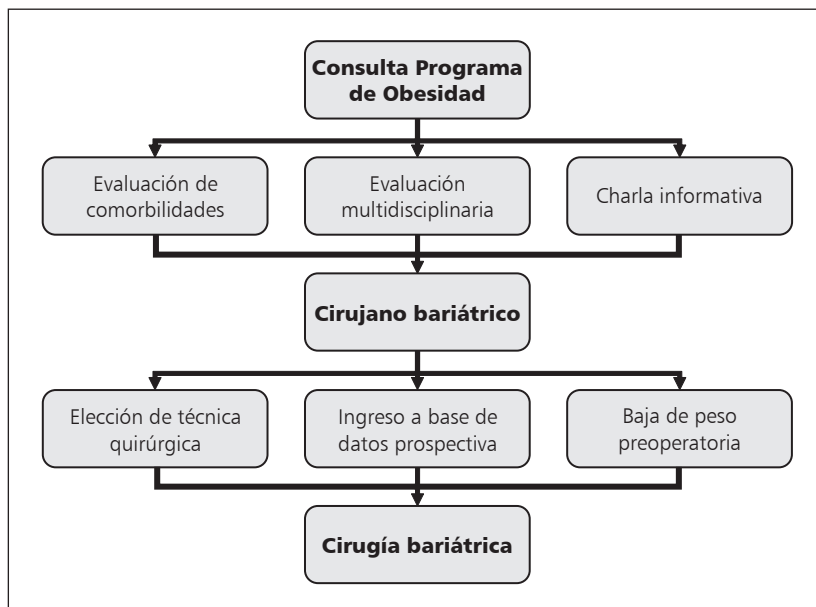 Consulta Programa
de Obesidad
Evaluación de
comorbilidades
Evaluación
multidisciplinaria
Charla informativa
Cirujano bariátrico
Elección de técnica
quirúrgica
Ingreso a base de
datos prospectiva
Baja de peso
preoperatoria
Cirugía bariátrica